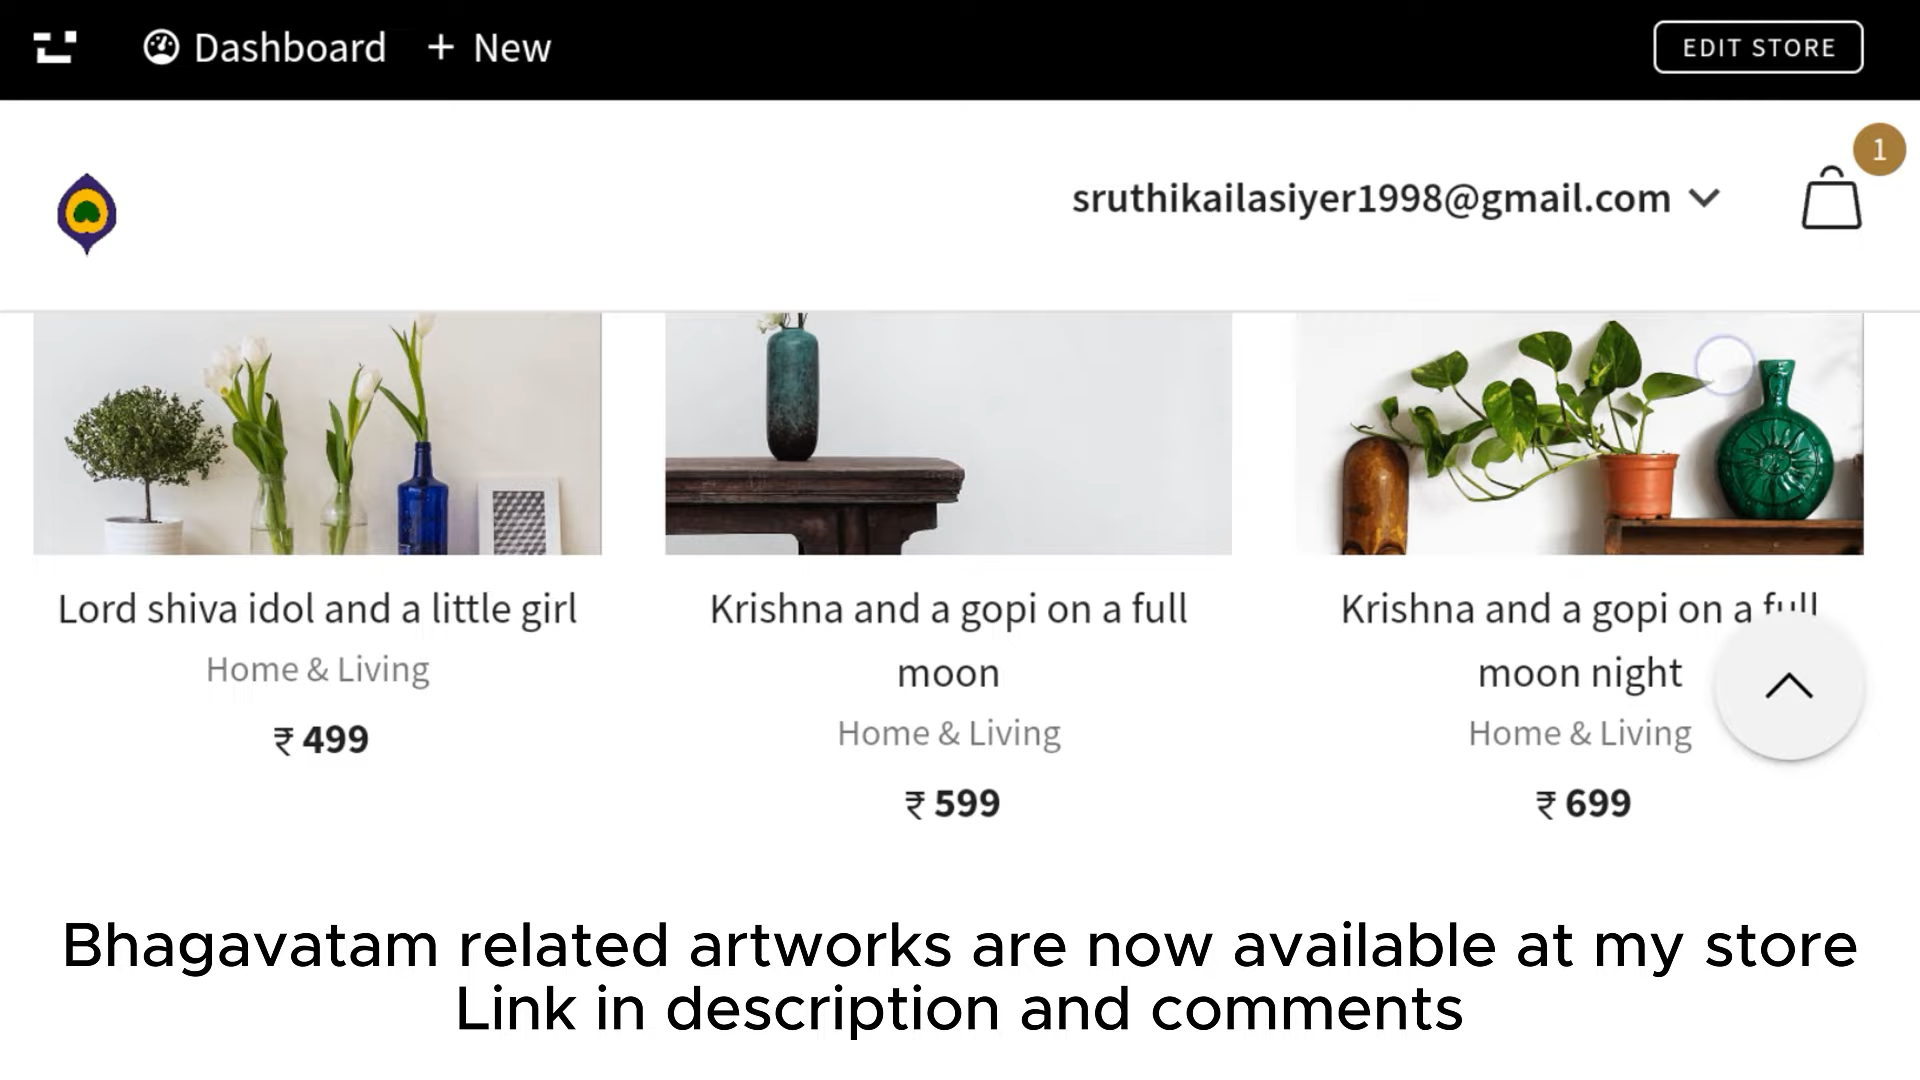 Dashboard + New
EDIT STORE
1
sruthikailasiyer1998@gmail.com
Lord shiva idol and a little girl
Home & Living
₹ 499
Krishna and a gopi on a full
moon
Home & Living
₹ 599
Krishna and a gopi on a full
moon night
Home & Living
₹ 699
Bhagavatam related artworks are now available at my store
Link in description and comments